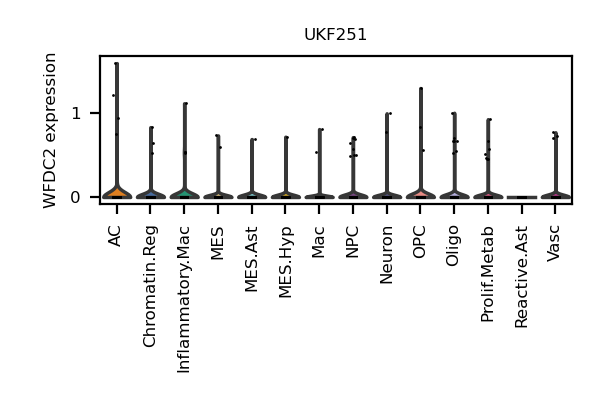 UKF251
WFDC2 expression
1
0
AC
Chromatin.Reg
Inflammatory.Mac
MES
MES.Ast
MES.Hyp
Mac
NPC
Neuron
OPC
Oligo
Prolif.Metab
Reactive.Ast
Vasc